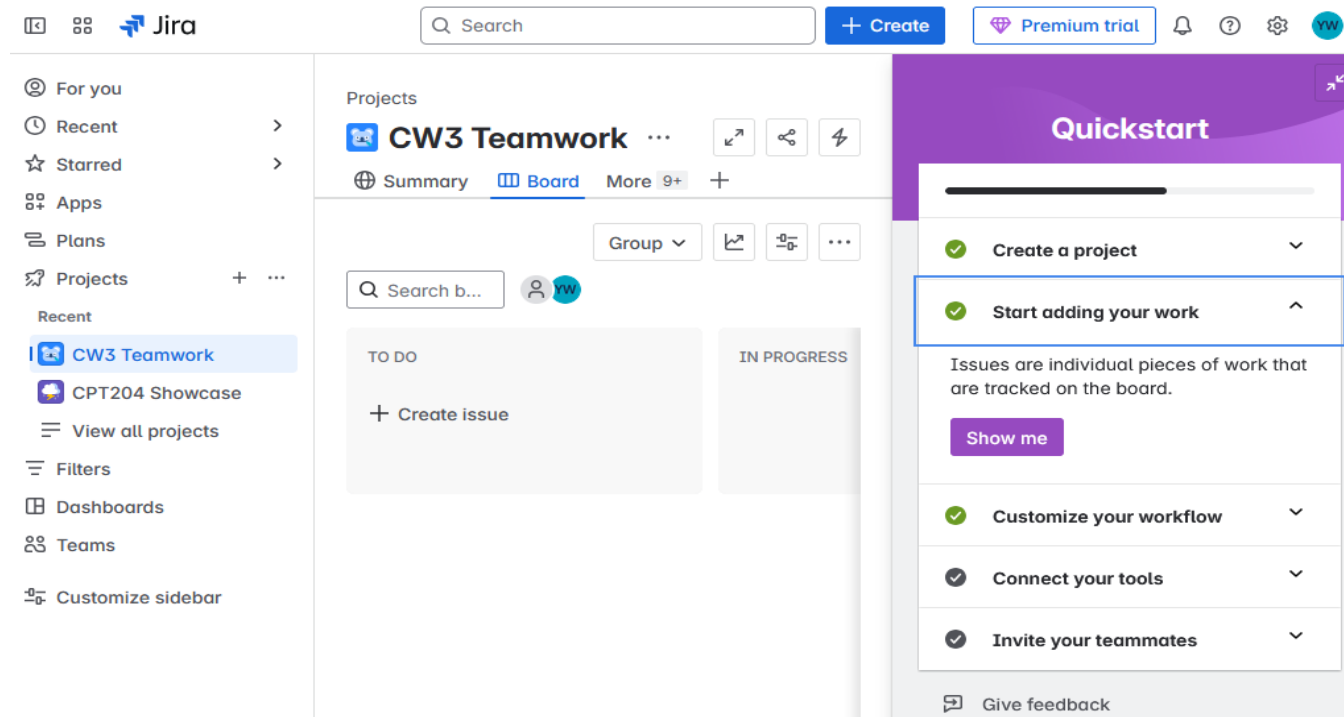 Jira
Search
+ Create
Premium trial
YW
For you
Recent
Starred
Apps
Plans
Projects
Recent
CW3 Teamwork
CPT204 Showcase
View all projects
Filters
Dashboards
Teams
Customize sidebar
Projects
CW3 Teamwork
Summary
Board
More 9+
Group
Search b...
YW
TO DO
+ Create issue
IN PROGRESS
Quickstart
Create a project
Start adding your work
Issues are individual pieces of work that
are tracked on the board.
Show me
Customize your workflow
Connect your tools
Invite your teammates
Give feedback